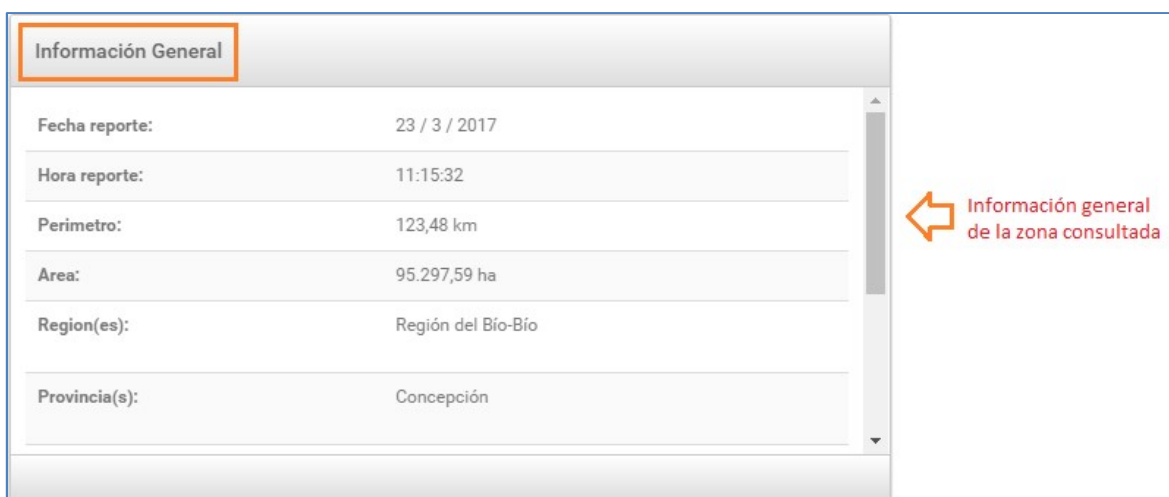 Información General
Fecha reporte: 23 / 3 / 2017
Hora reporte: 11:15:32
Perimetro: 123,48 km
Area: 95.297,59 ha
Region(es): Región del Bío-Bío
Provincia(s): Concepción
Información general
de la zona consultada